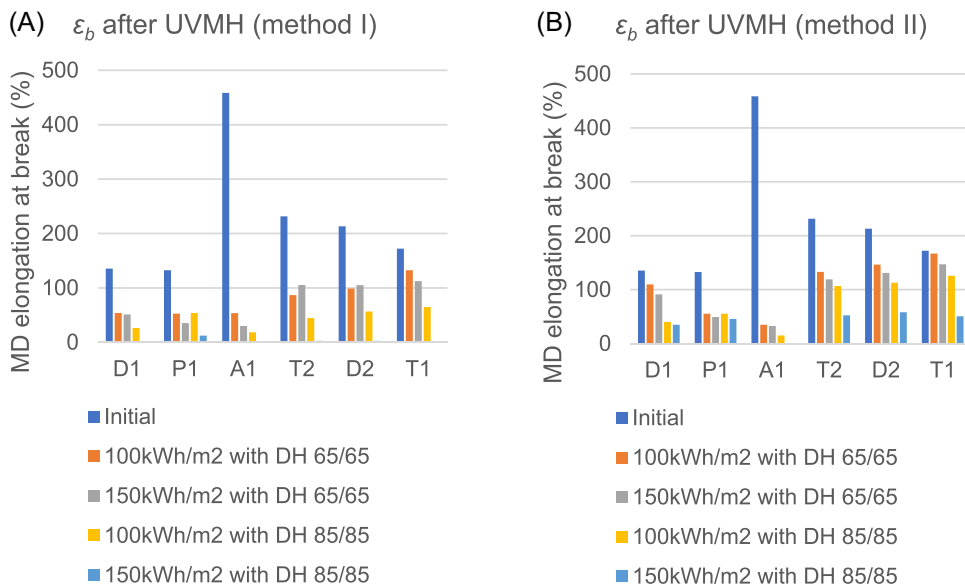 (A) ε_b after UVMH (method I)
MD elongation at break (%)
500
400
300
200
100
0
D1 P1 A1 T2 D2 T1
Initial
100kWh/m2 with DH 65/65
150kWh/m2 with DH 65/65
100kWh/m2 with DH 85/85
150kWh/m2 with DH 85/85
(B) ε_b after UVMH (method II)
MD elongation at break (%)
500
400
300
200
100
0
D1 P1 A1 T2 D2 T1
Initial
100kWh/m2 with DH 65/65
150kWh/m2 with DH 65/65
100kWh/m2 with DH 85/85
150kWh/m2 with DH 85/85